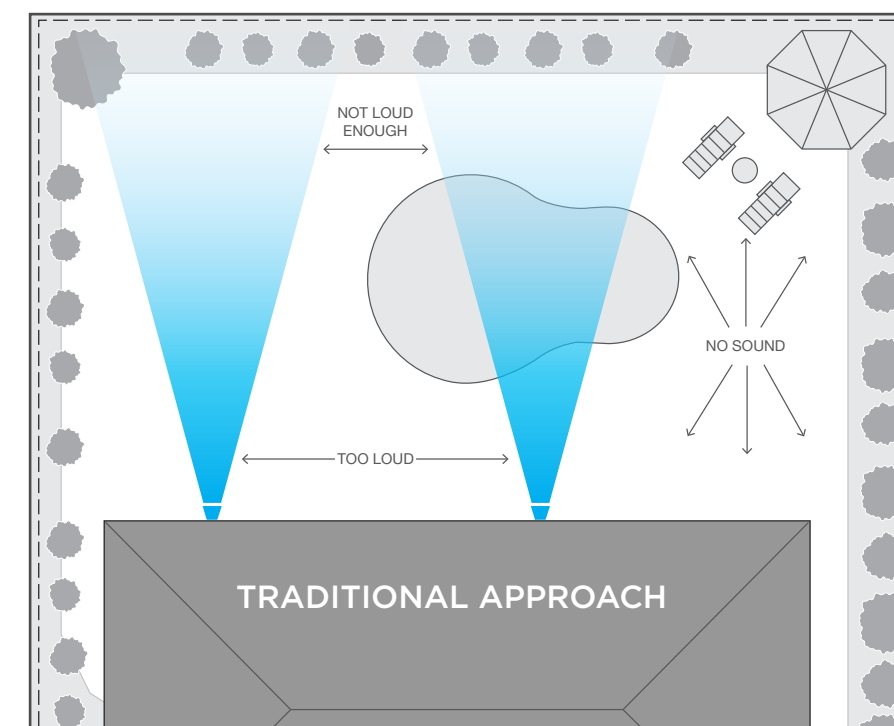 NOT LOUD
ENOUGH
NO SOUND
TOO LOUD
TRADITIONAL APPROACH